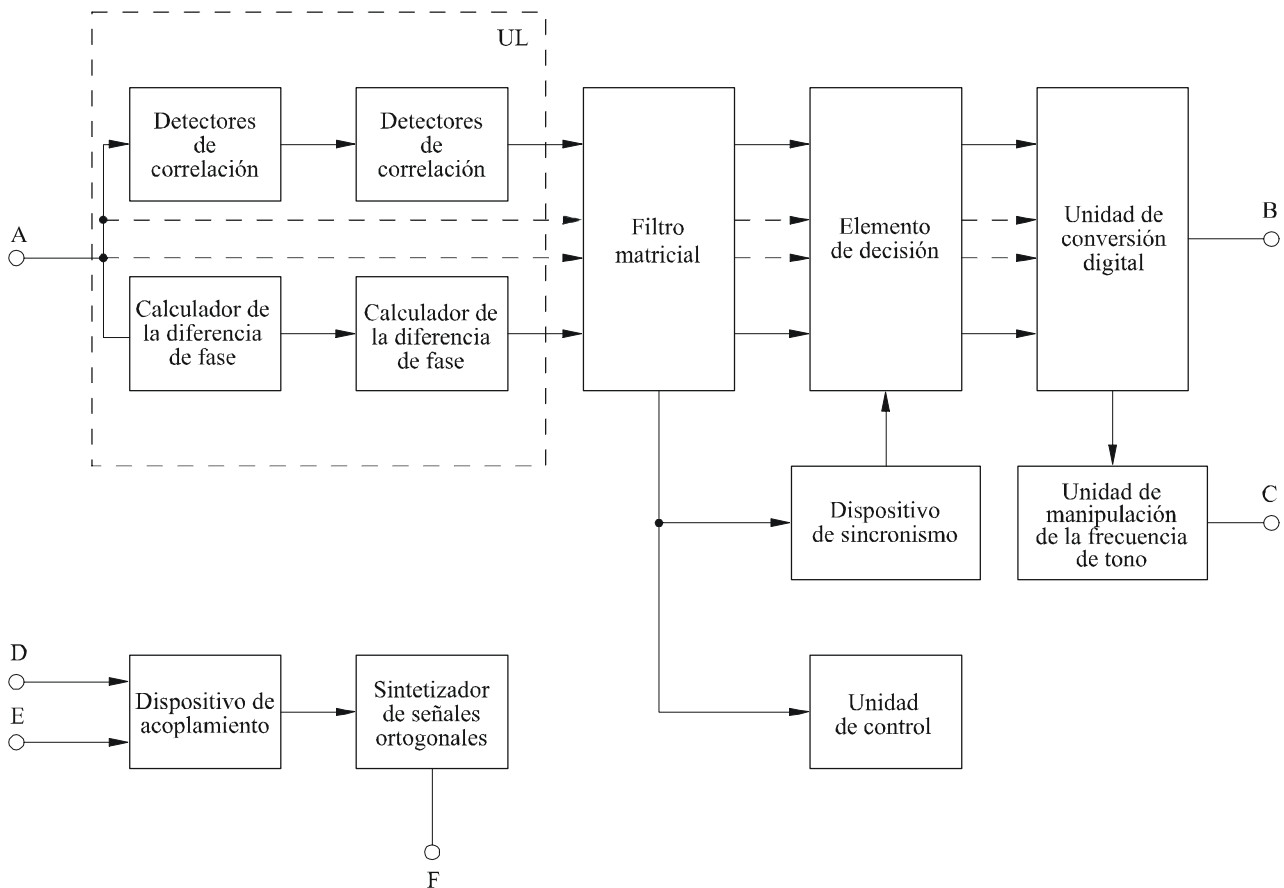 UL
Detectores
de
correlación
Detectores
de
correlación
A
Calculador de
la diferencia
de fase
Calculador de
la diferencia
de fase
Filtro
matricial
Elemento
de decisión
Unidad de
conversión
digital
B
Dispositivo
de sincronismo
Unidad de
manipulación
de la frecuencia
de tono
C
D
E
Dispositivo de
acoplamiento
Sintetizador
de señales
ortogonales
Unidad
de control
F